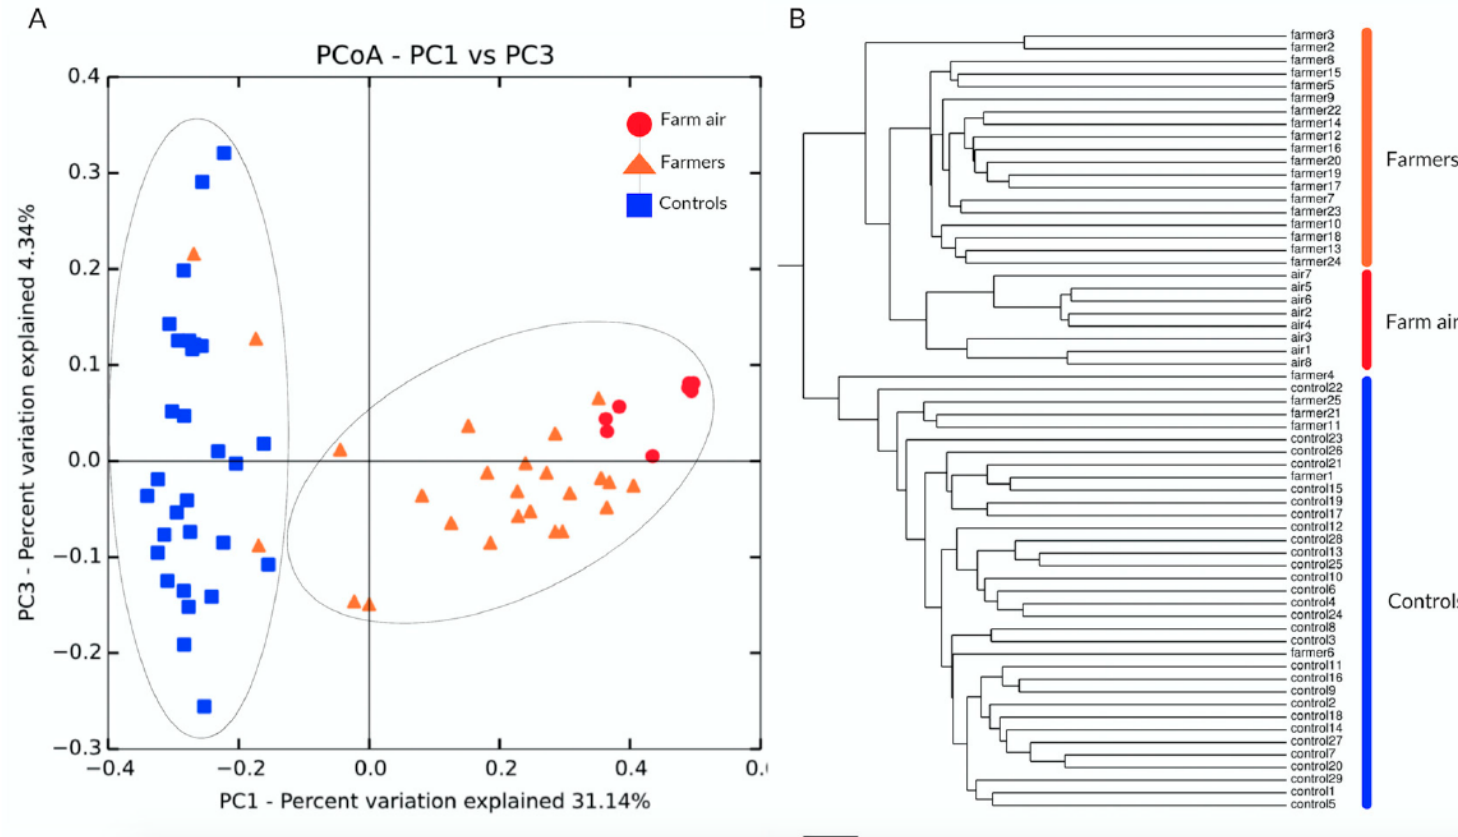 A
PCoA - PC1 vs PC3
0.4
0.3
0.2
0.1
0.0
−0.1
−0.2
−0.3
−0.4
−0.2
0.0
0.2
0.4
PC3 - Percent variation explained 4.34%
PC1 - Percent variation explained 31.14%
Farm air
Farmers
Controls
B
farmer3
farmer2
farmer8
farmer15
farmer5
farmer9
farmer22
farmer14
farmer12
farmer16
farmer20
farmer19
farmer17
farmer7
farmer23
farmer10
farmer18
farmer13
farmer24
air7
air5
air6
air2
air4
air3
air1
air8
farmer4
control22
farmer25
farmer21
farmer11
control23
control26
control21
farmer1
control15
control19
control17
control12
control28
control13
control25
control10
control6
control4
control24
control8
control3
farmer6
control11
control16
control9
control2
control18
control14
control27
control7
control20
control29
control1
control5
Farmers
Farm air
Controls